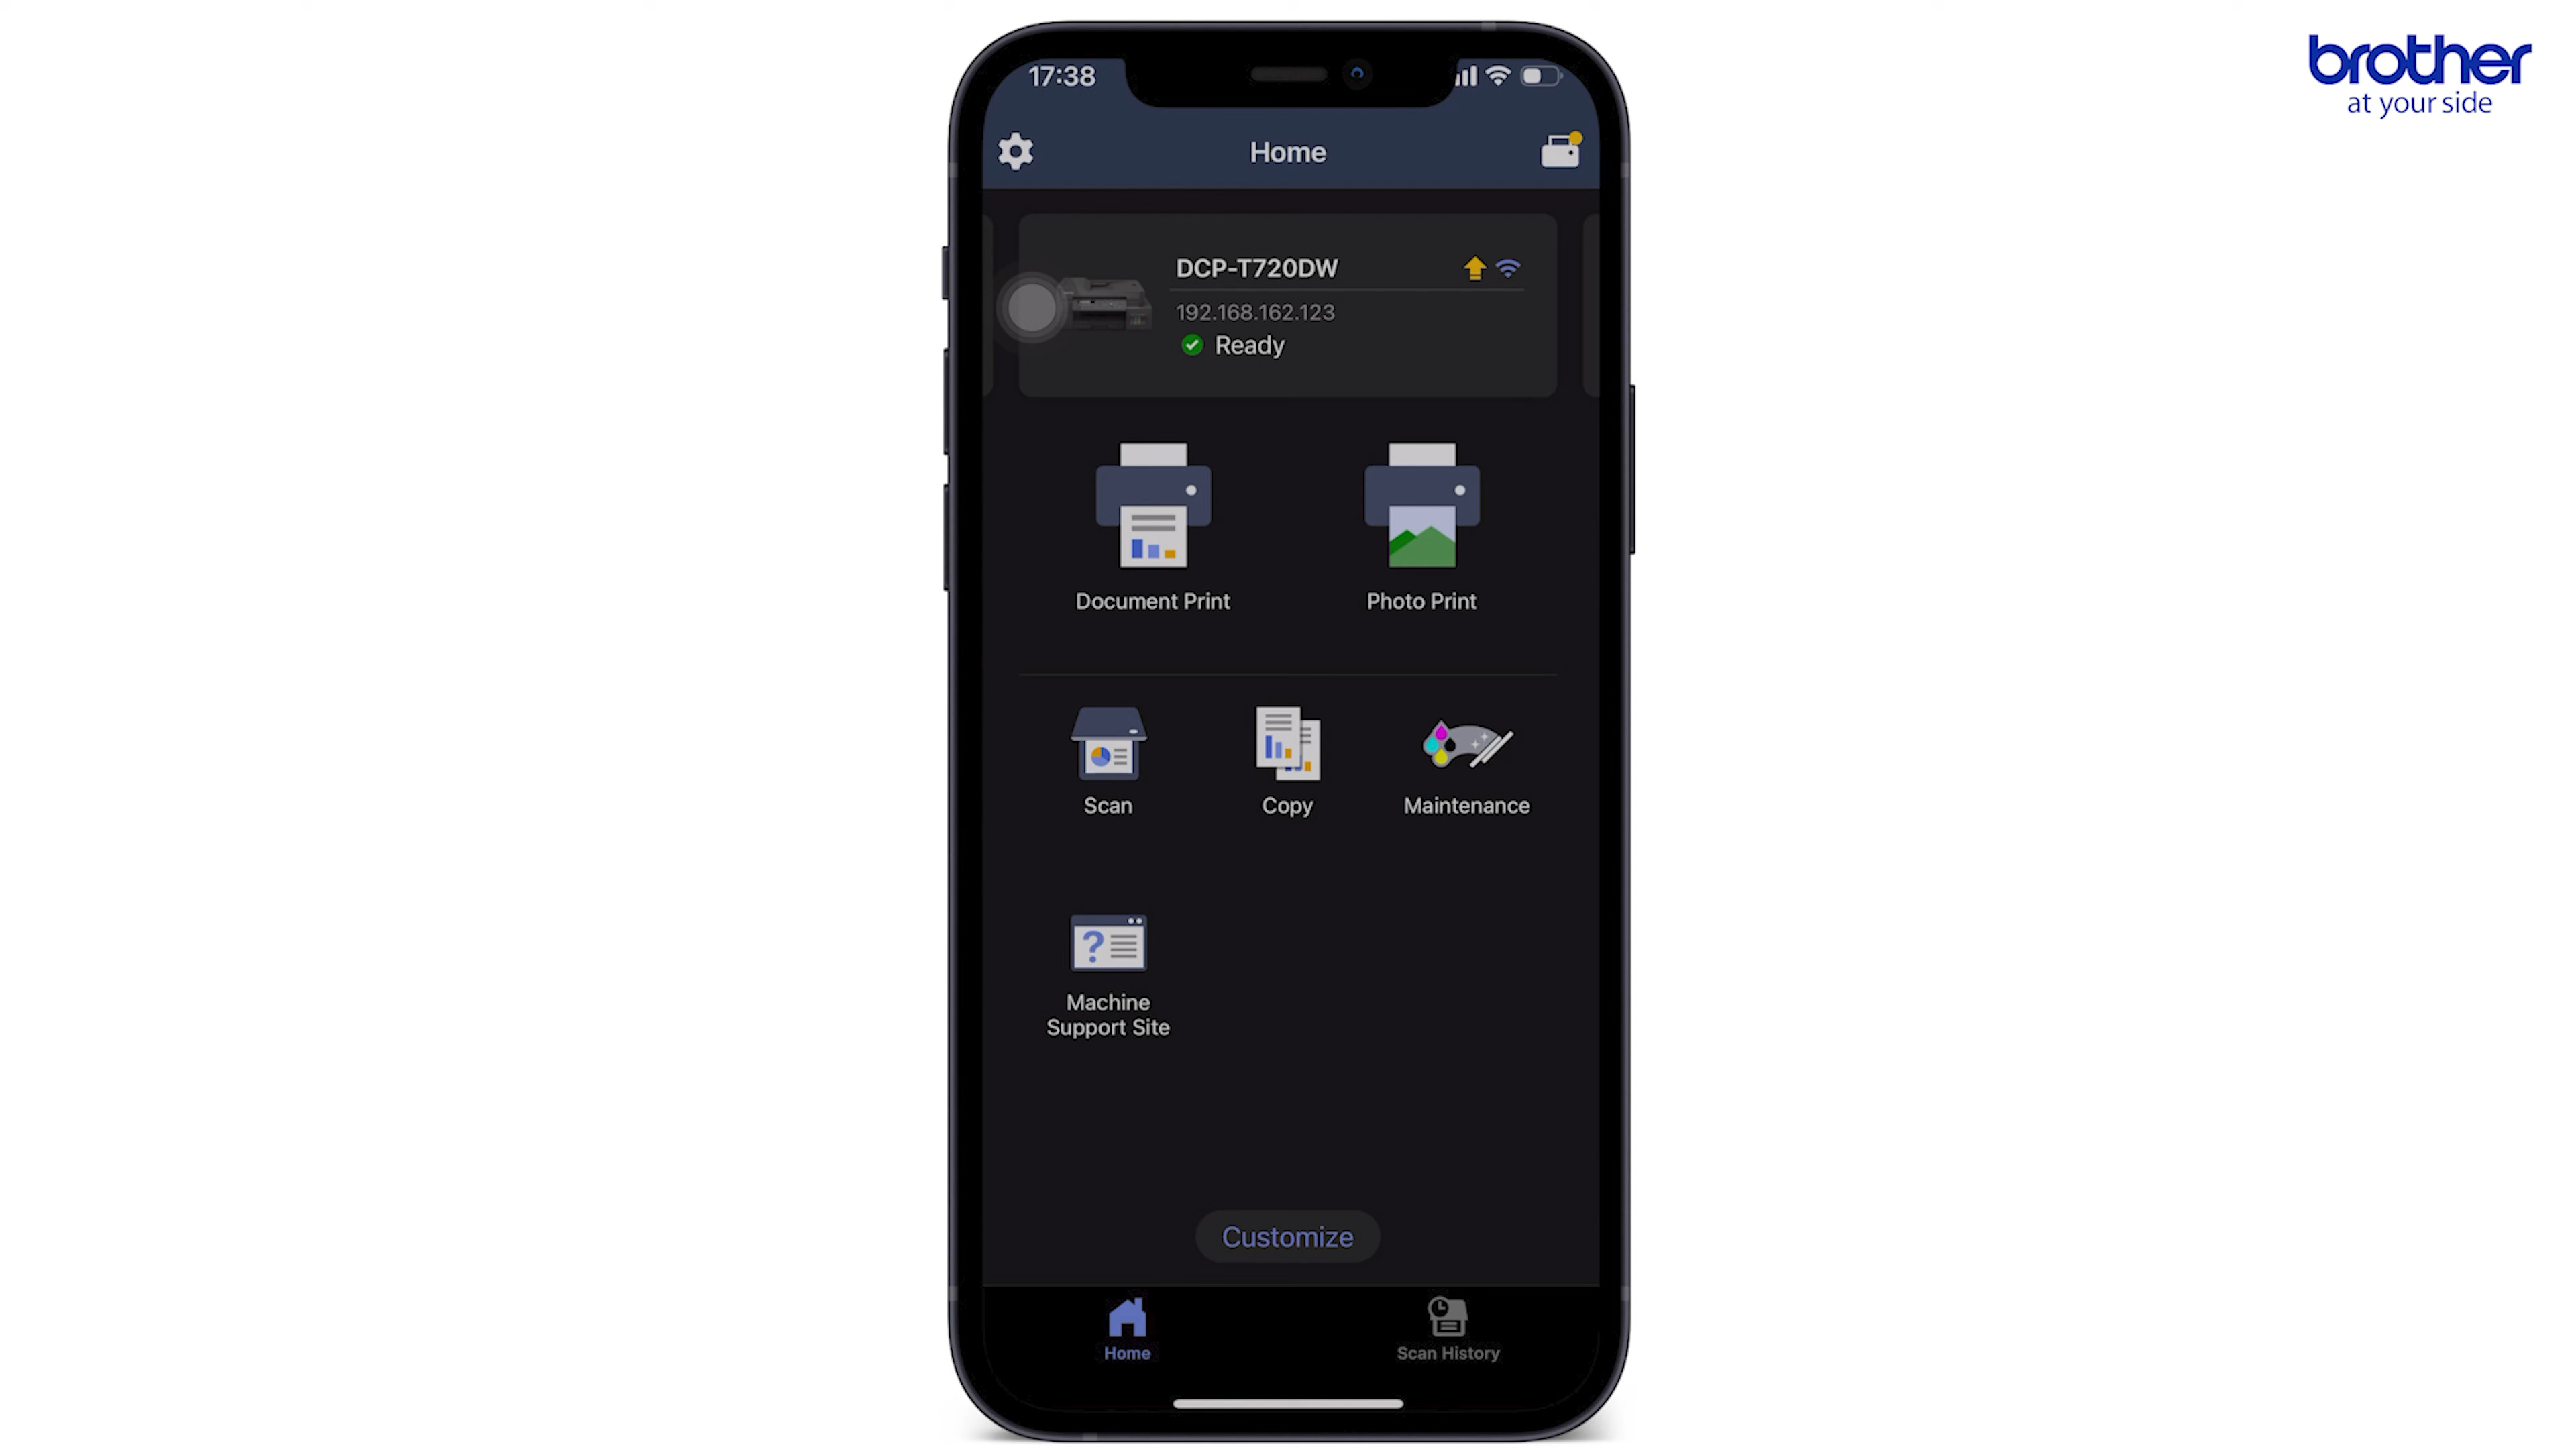 brother
at your side
17:38
Home
DCP-T720DW
192.168.162.123
Ready
Document Print
Photo Print
Scan
Copy
Maintenance
?
Machine
Support Site
Customize
Home
Scan History